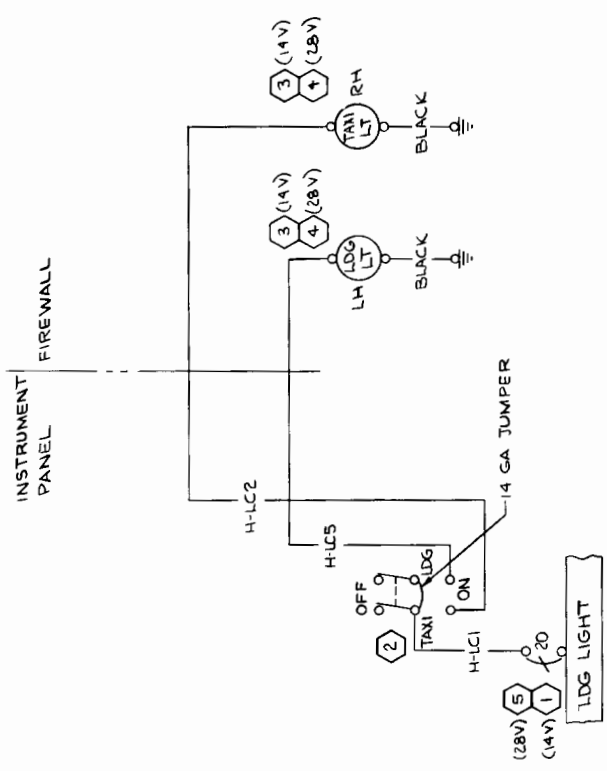 INSTRUMENT
PANEL
FIREWALL
3 (14V)
4 (28V)
TAXI
LT
RH
BLACK
3 (14V)
4 (28V)
LDG
LT
LH
BLACK
H-LC2
H-LC5
14 GA JUMPER
OFF
LDG
TAXI
ON
2
H-LC1
20
(28V) 5
(14V) 1
LDG LIGHT